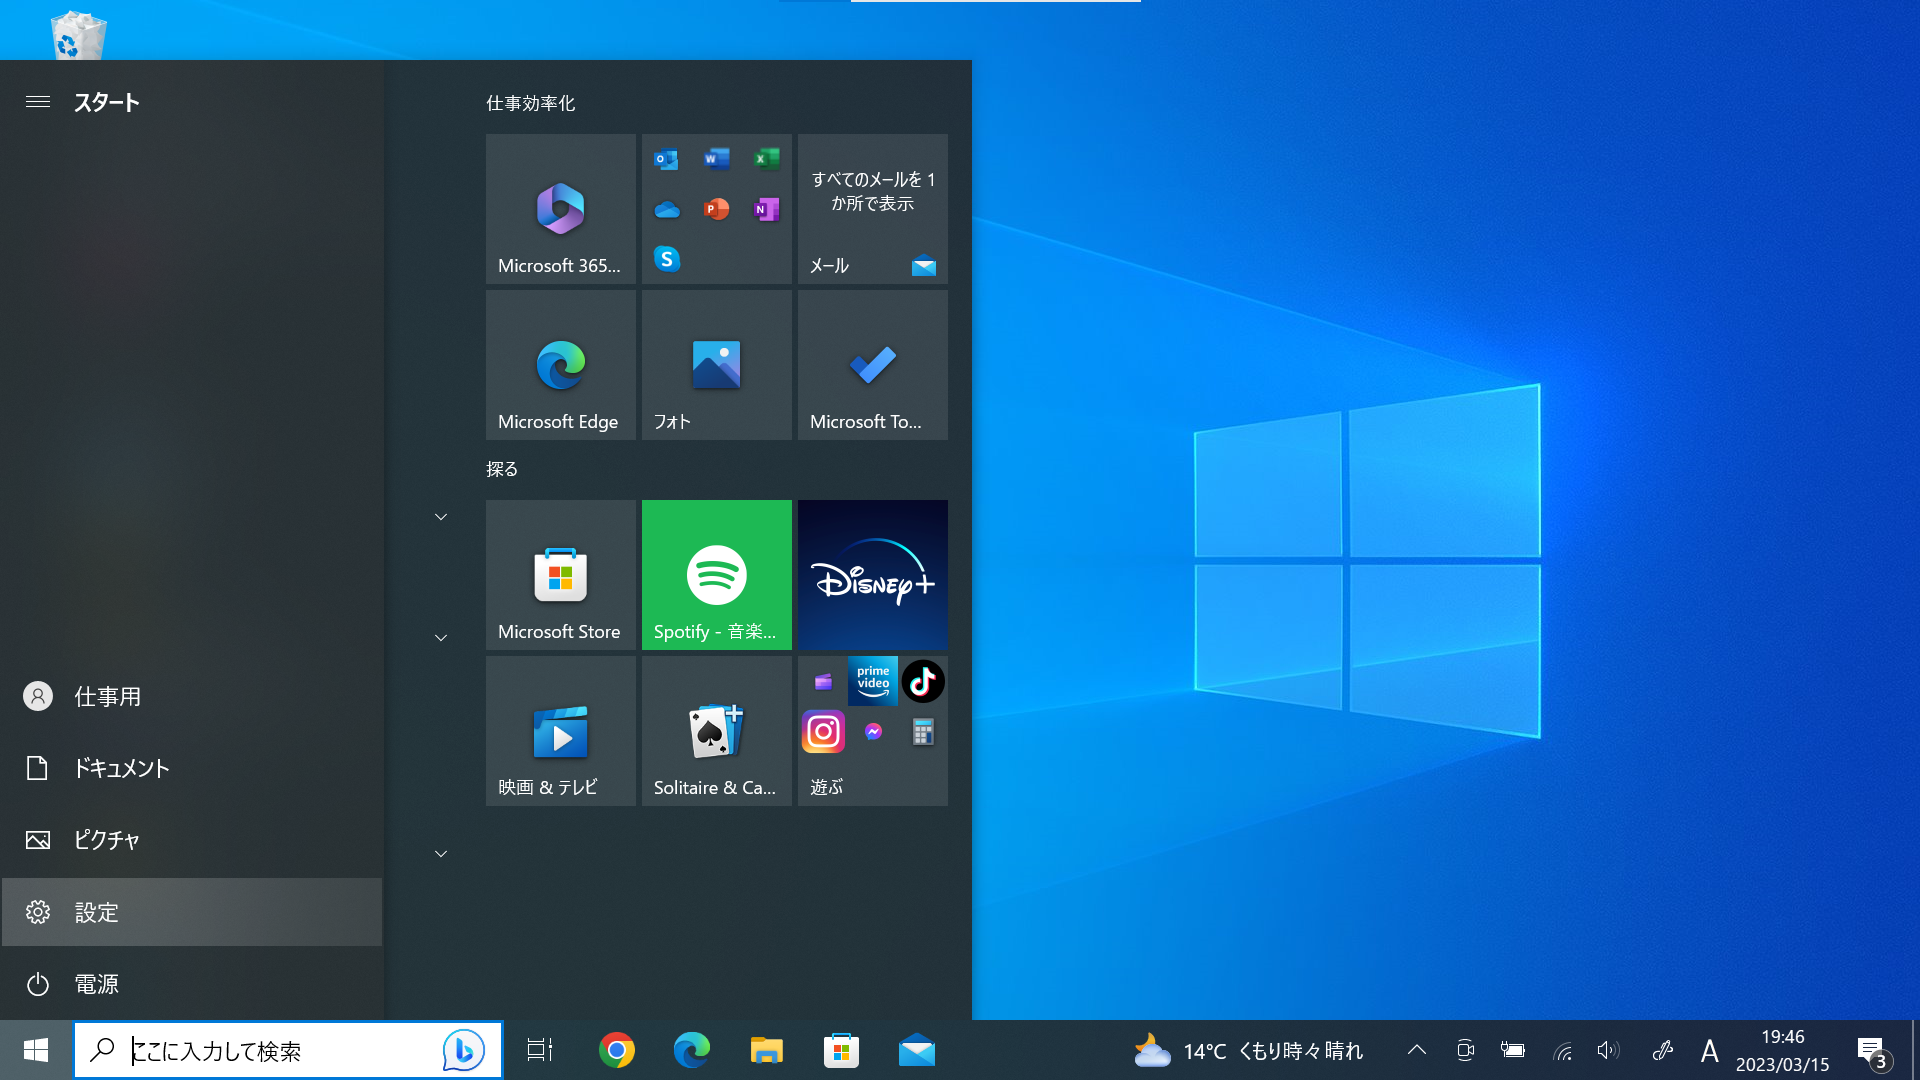 スタート
仕事用
ドキュメント
ピクチャ
設定
電源
仕事効率化
Microsoft 365...
すべてのメールを 1
か所で表示
メール
Microsoft Edge
フォト
Microsoft To...
探る
Microsoft Store
Spotify - 音楽...
Disney+
映画 & テレビ
Solitaire & Ca...
prime
video
遊ぶ
ここに入力して検索
14°C くもり時々晴れ
A
19:46
2023/03/15
3